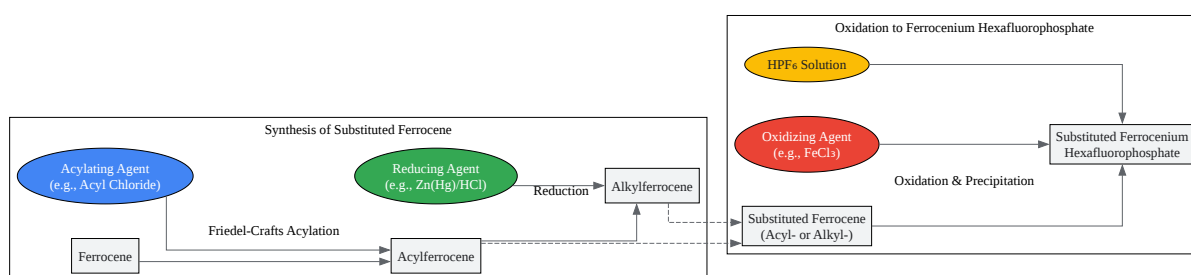 Synthesis of Substituted Ferrocene
Acylating Agent
(e.g., Acyl Chloride)
Reducing Agent
(e.g., Zn(Hg)/HCl)
Reduction
Alkylferrocene
Friedel-Crafts Acylation
Ferrocene
Acylferrocene
Oxidation to Ferrocenium Hexafluorophosphate
HPF₆ Solution
Oxidizing Agent
(e.g., FeCl₃)
Substituted Ferrocenium
Hexafluorophosphate
Oxidation & Precipitation
Substituted Ferrocene
(Acyl- or Alkyl-)